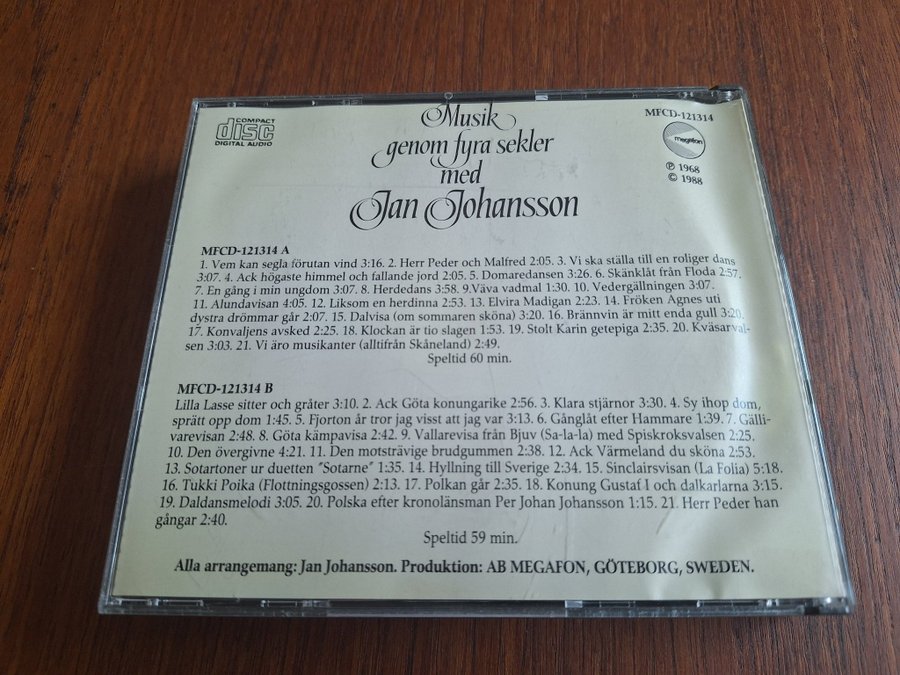 COMPACT
disc
DIGITAL AUDIO
Musik
genom fyra sekler
med
Jan Johansson
MFCD-121314
megafon
℗ 1968
© 1988
MFCD-121314 A
1. Vem kan segla förutan vind 3:16. 2. Herr Peder och Malfred 2:05. 3. Vi ska ställa till en roliger dans
3:07. 4. Ack högaste himmel och fallande jord 2:05. 5. Domaredansen 3:26. 6. Skänklåt från Floda 2:57.
7. En gång i min ungdom 3:07. 8. Herdedans 3:58. 9.Väva vadmal 1:30. 10. Vedergällningen 3:07.
11. Alundavisan 4:05. 12. Liksom en herdinna 2:53. 13. Elvira Madigan 2:23. 14. Fröken Agnes uti
dystra drömmar går 2:07. 15. Dalvisa (om sommaren sköna) 3:20. 16. Brännvin är mitt enda gull 3:20.
17. Konvaljens avsked 2:25. 18. Klockan är tio slagen 1:53. 19. Stolt Karin getepiga 2:35. 20. Kväsarval-
sen 3:03. 21. Vi äro musikanter (alltifrån Skåneland) 2:49.
Speltid 60 min.
MFCD-121314 B
Lilla Lasse sitter och gråter 3:10. 2. Ack Göta konungarike 2:56. 3. Klara stjärnor 3:30. 4. Sy ihop dom,
sprätt opp dom 1:45. 5. Fjorton år tror jag visst att jag var 3:13. 6. Gånglåt efter Hammare 1:39. 7. Gälli-
varevisan 2:48. 8. Göta kämpavisa 2:42. 9. Vallarevisa från Bjuv (Sa-la-la) med Spiskroksvalsen 2:25.
10. Den övergivne 4:21. 11. Den motsträvige brudgummen 2:38. 12. Ack Värmeland du sköna 2:53.
13. Sotartoner ur duetten "Sotarne" 1:35. 14. Hyllning till Sverige 2:34. 15. Sinclairsvisan (La Folia) 5:18.
16. Tukki Poika (Flottningsgossen) 2:13. 17. Polkan går 2:35. 18. Konung Gustaf I och dalkarlarna 3:15.
19. Daldansmelodi 3:05. 20. Polska efter kronolänsman Per Johan Johansson 1:15. 21. Herr Peder han
gångar 2:40.
Speltid 59 min.
Alla arrangemang: Jan Johansson. Produktion: AB MEGAFON, GÖTEBORG, SWEDEN.